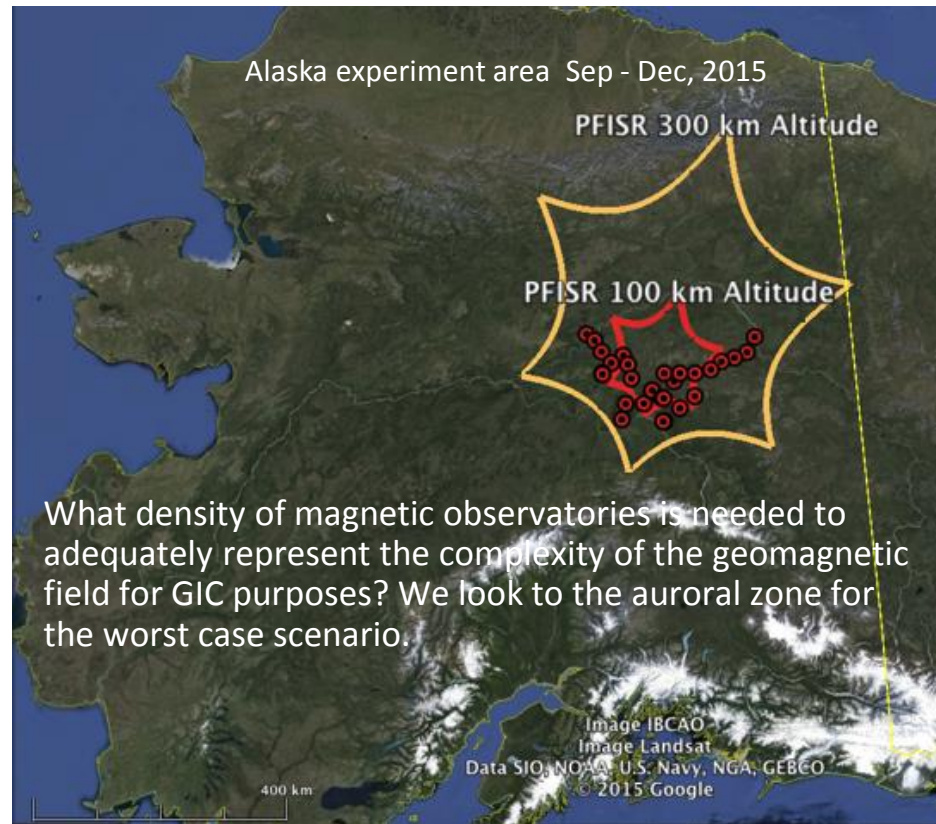 Alaska experiment area Sep - Dec, 2015
PFISR 300 km Altitude
PFISR 100 km Altitude
What density of magnetic observatories is needed to
adequately represent the complexity of the geomagnetic
field for GIC purposes? We look to the auroral zone for
the worst case scenario.
Image IBCAO
Image Landsat
Data SIO, NOAA, U.S. Navy, NGA, GEBCO
© 2015 Google
400 km